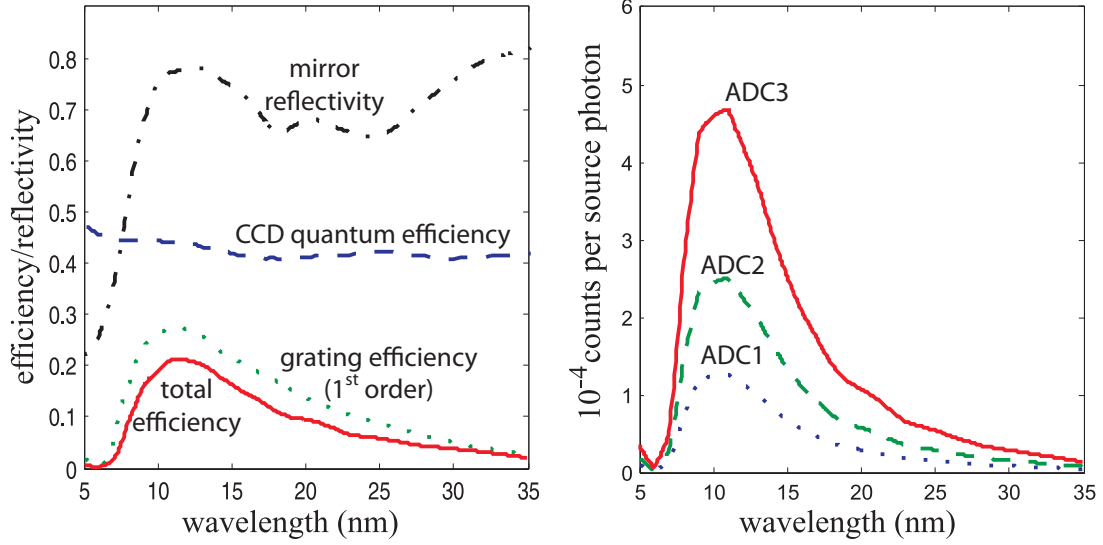 efficiency/reflectivity
0.8
0.7
0.6
0.5
0.4
0.3
0.2
0.1
0
mirror
reflectivity
CCD quantum efficiency
grating efficiency
(1st order)
total
efficiency
5 10 15 20 25 30 35
wavelength (nm)
10-4 counts per source photon
6
5
4
3
2
1
0
ADC3
ADC2
ADC1
5 10 15 20 25 30 35
wavelength (nm)